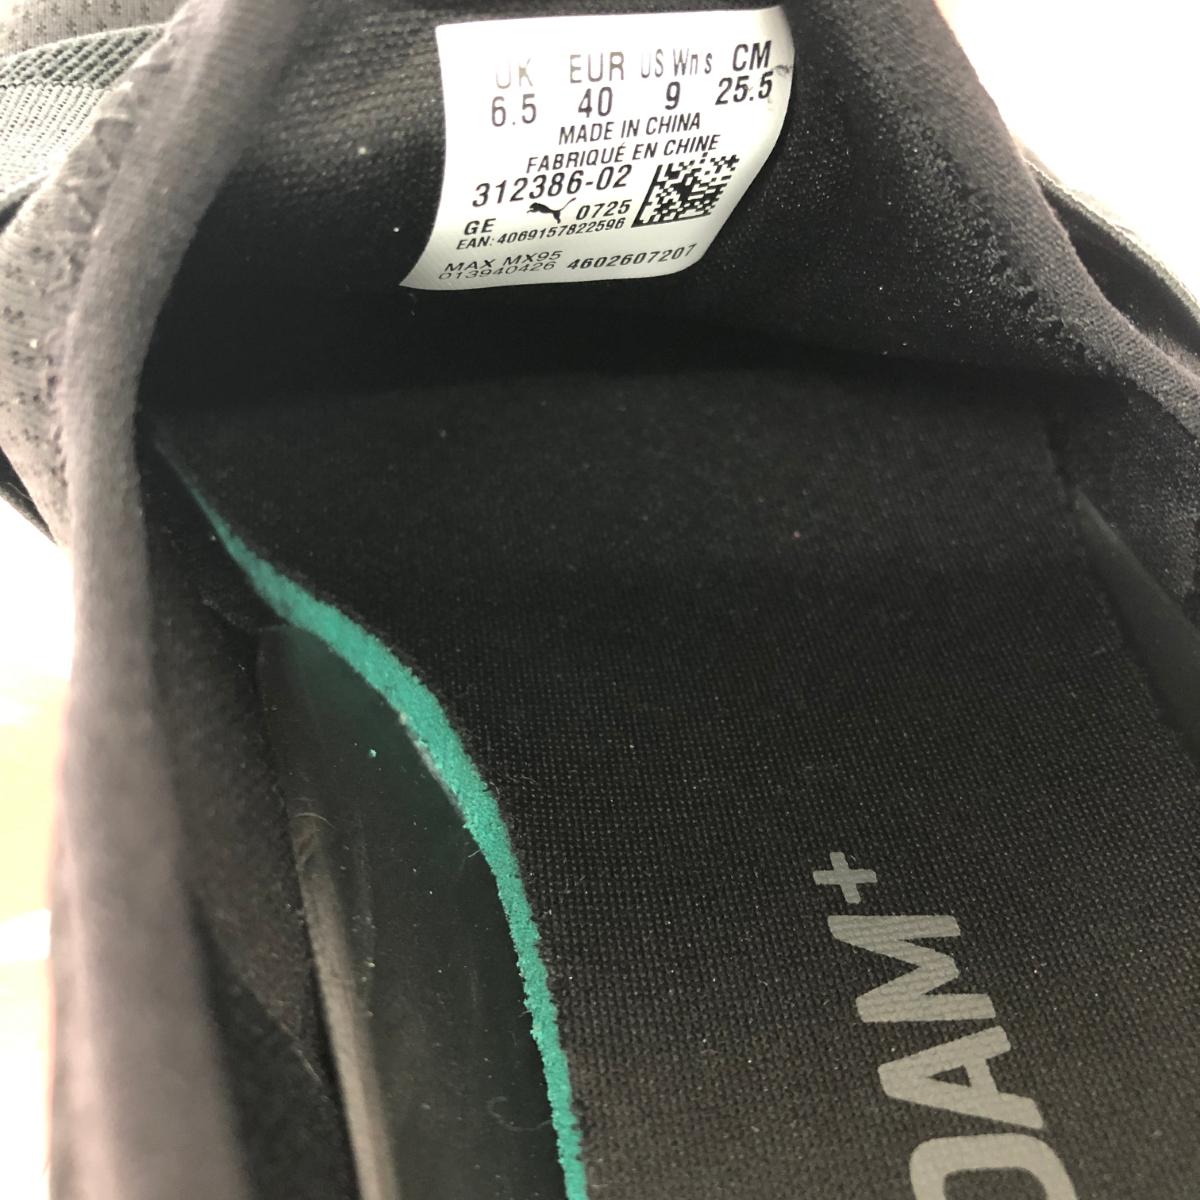 UK EUR US Wns CM
6.5 40 9 25.5
MADE IN CHINA
FABRIQUÉ EN CHINE
312386-02
GE 0725
EAN: 4069157822596
MAX MX95
013940426 4602607207
OAM+